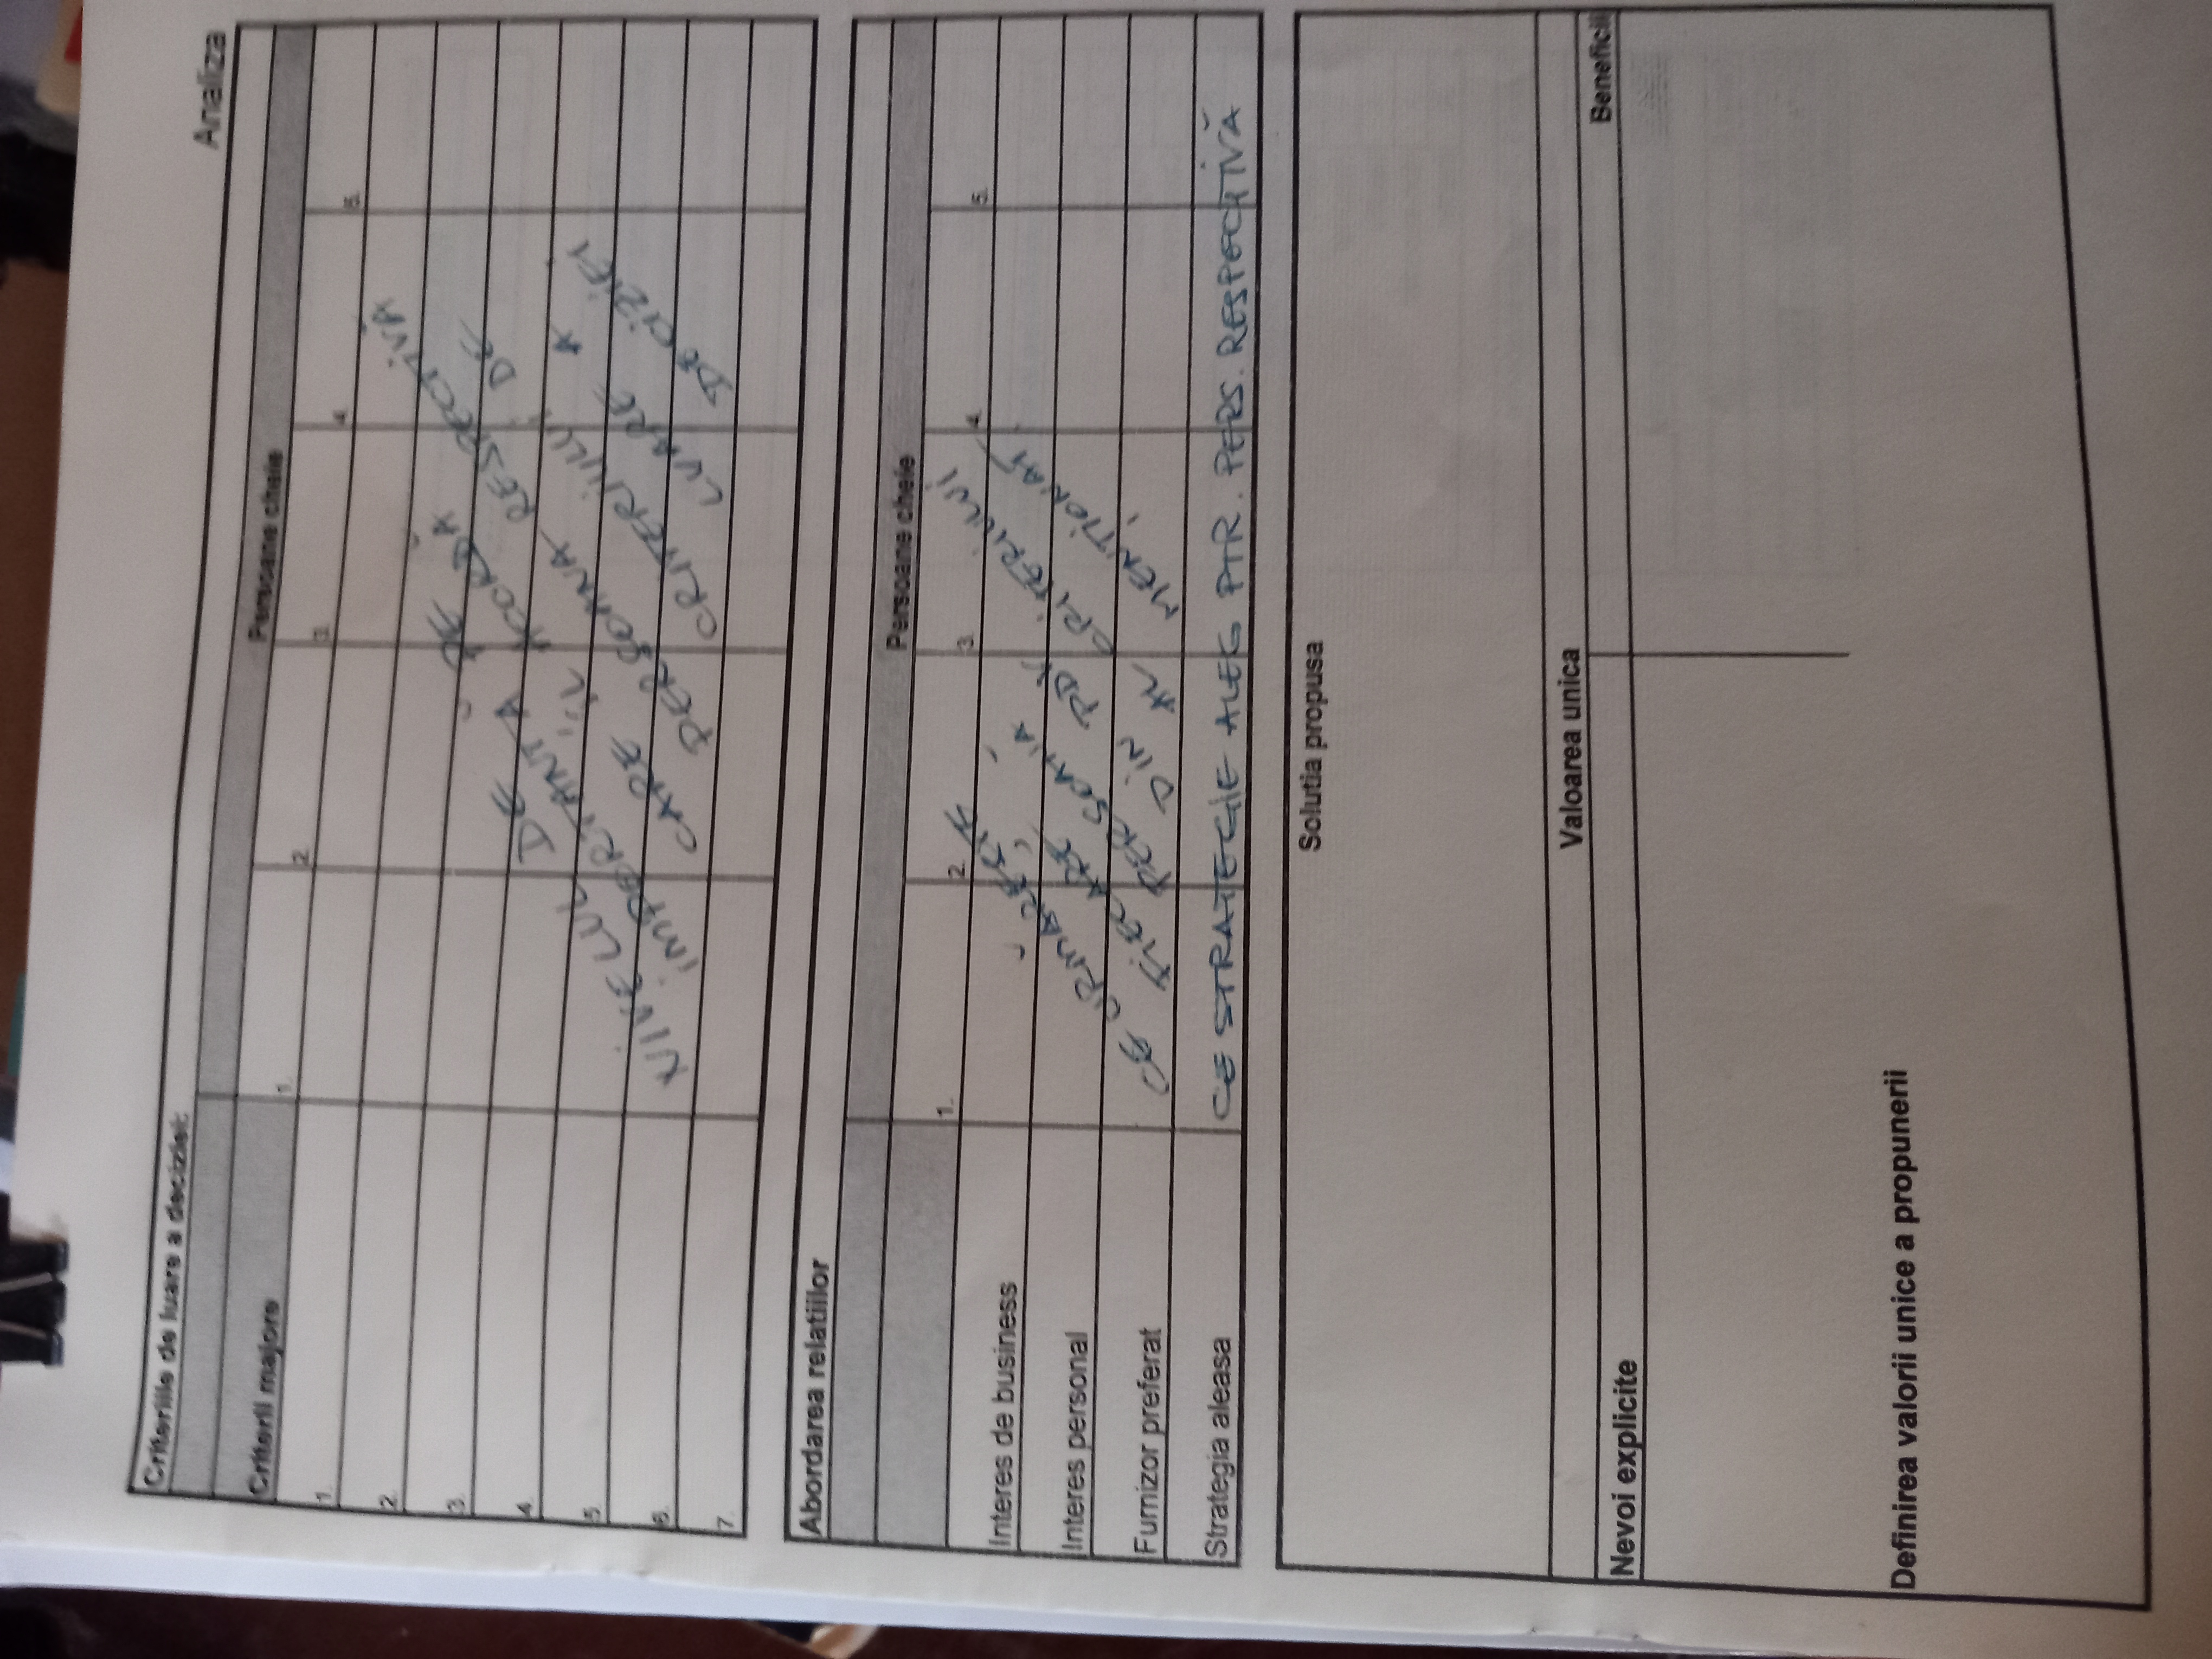 Analiza
Criteriile de luare a deciziei:
Persoane cheie
Criterii majore
1. 2. 3. 4. 5.
1.
2.
3.
4.
5.
6.
7.
NIVELUL DE
IMPORTANTĂ PE
CARE ÎL ACORDĂ
PERSOANA RESPECTIVĂ
CRITERIULUI DE
LUARE A
DECIZIEI
Abordarea relatiilor
Persoane cheie
1. 2. 3. 4. 5.
Interes de business
Interes personal
Furnizor preferat
CE URMĂREȘTE
FIECARE
PERSOANĂ
DIN PDV
AL CRITERIULUI
MENȚIONAT
Strategia aleasa CE STRATEGIE ALEG PTR. PERS. RESPECTIVĂ
Solutia propusa
Valoarea unica
Nevoi explicite Beneficii
Definirea valorii unice a propunerii